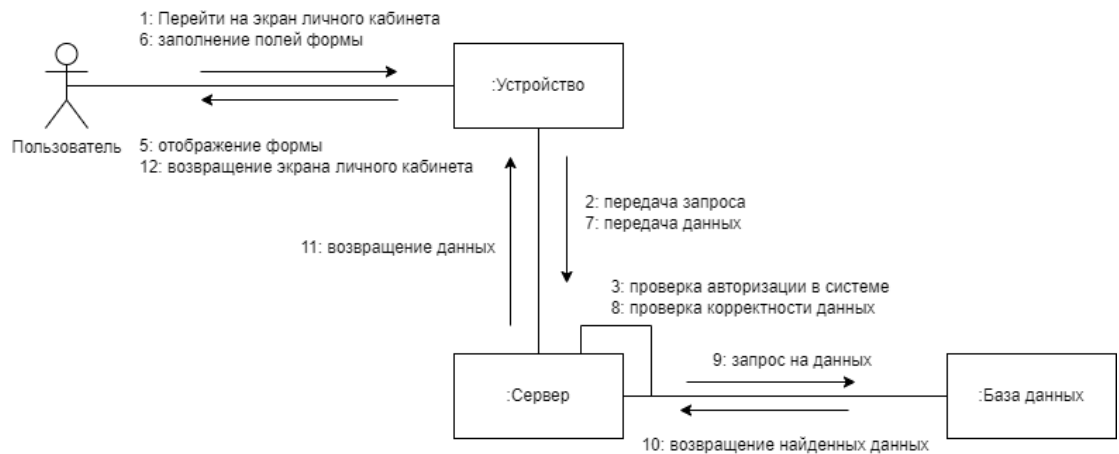 1: Перейти на экран личного кабинета
6: заполнение полей формы
:Устройство
Пользователь
5: отображение формы
12: возвращение экрана личного кабинета
2: передача запроса
7: передача данных
11: возвращение данных
3: проверка авторизации в системе
8: проверка корректности данных
:Сервер
9: запрос на данных
:База данных
10: возвращение найденных данных